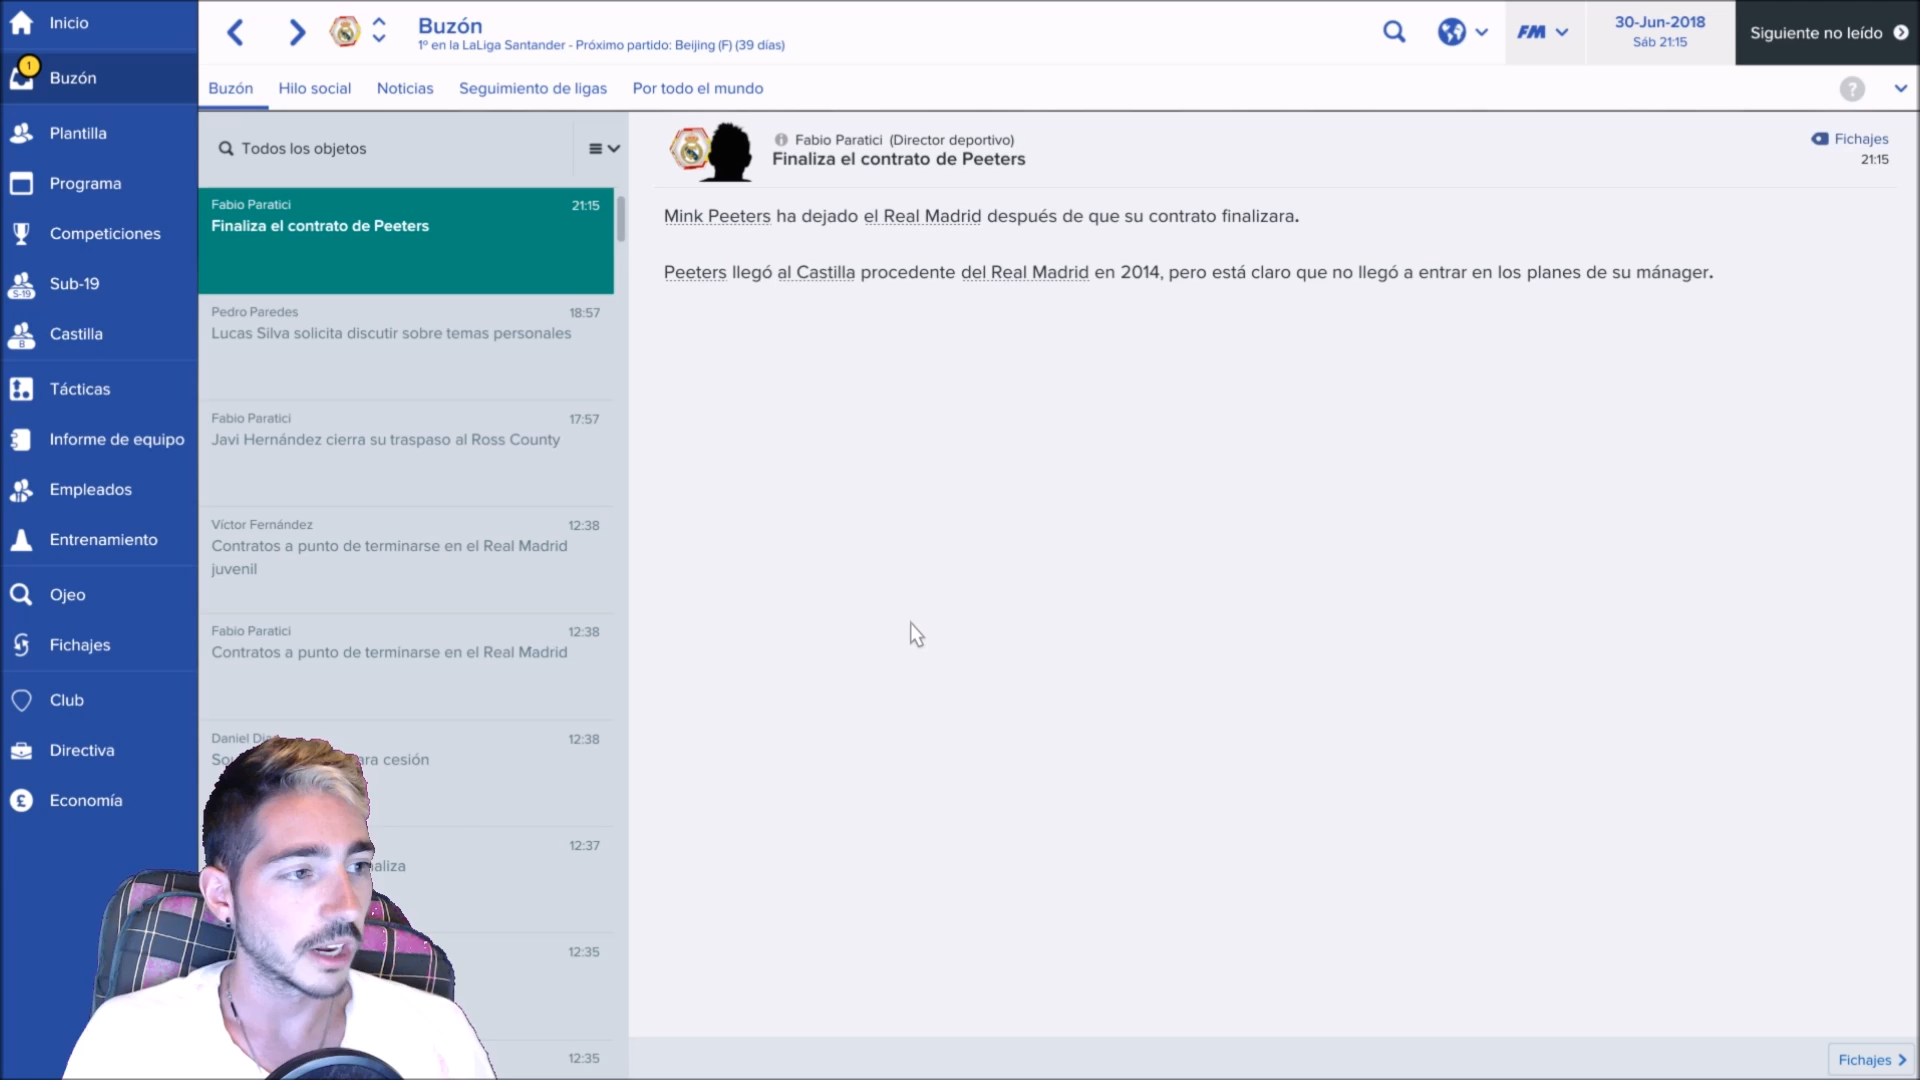 Inicio
Buzón
1º en la LaLiga Santander - Próximo partido: Beijing (F) (39 días)
FM
30-Jun-2018
Sáb 21:15
Siguiente no leído
1
Buzón
Buzón
Hilo social
Noticias
Seguimiento de ligas
Por todo el mundo
?
Plantilla
Programa
Competiciones
S-19
Sub-19
B
Castilla
Tácticas
Informe de equipo
Empleados
Entrenamiento
Ojeo
Fichajes
Club
Directiva
Economía
Todos los objetos
Fabio Paratici 21:15
Finaliza el contrato de Peeters
Pedro Paredes 18:57
Lucas Silva solicita discutir sobre temas personales
Fabio Paratici 17:57
Javi Hernández cierra su traspaso al Ross County
Víctor Fernández 12:38
Contratos a punto de terminarse en el Real Madrid
juvenil
Fabio Paratici 12:38
Contratos a punto de terminarse en el Real Madrid
Daniel 12:38
cesión
12:37
12:35
12:35
Fabio Paratici (Director deportivo)
Finaliza el contrato de Peeters
Fichajes
21:15
Mink Peeters ha dejado el Real Madrid después de que su contrato finalizara.
Peeters llegó al Castilla procedente del Real Madrid en 2014, pero está claro que no llegó a entrar en los planes de su mánager.
Fichajes